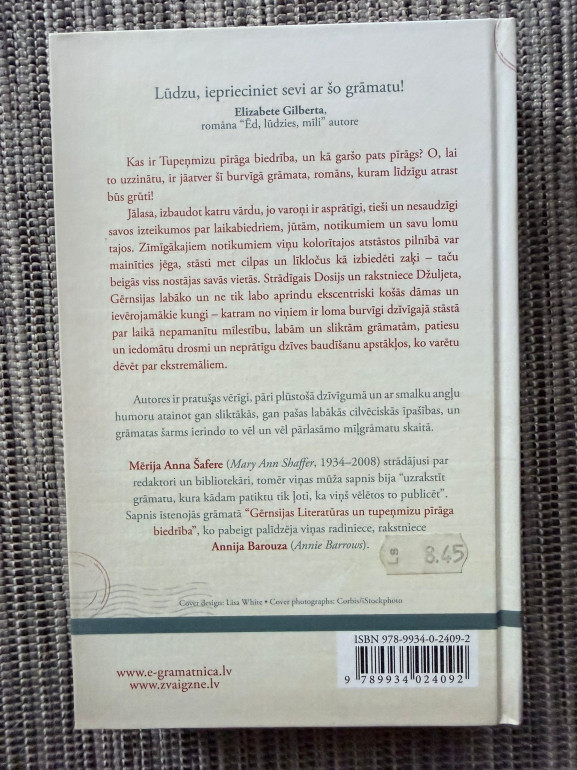 Lūdzu, ieprieciniet sevi ar šo grāmatu!
Elizabete Gilberta,
romāna "Ēd, lūdzies, mīli" autore
Kas ir Tupeņmizu pīrāga biedrība, un kā garšo pats pīrāgs? O, lai
to uzzinātu, ir jāatver šī burvīgā grāmata, romāns, kuram līdzīgu atrast
būs grūti!
Jālasa, izbaudot katru vārdu, jo varoņi ir asprātīgi, tieši un nesaudzīgi
savos izteikumos par laikabiedriem, jūtām, notikumiem un savu lomu
tajos. Zīmīgākajiem notikumiem viņu kolorītajos atstāstos pilnībā var
mainīties jēga, stāsti met cilpas un līkločus kā izbiedēti zaķi – taču
beigās viss nostājas savās vietās. Strādīgais Dosijs un rakstniece Džuljeta,
Gērnsijas labāko un ne tik labo aprindu ekscentriski košās dāmas un
ievērojamākie kungi – katram no viņiem ir loma burvīgi dzīvīgajā stāstā
par laikā nepamanītu mīlestību, labām un sliktām grāmatām, patiesu
un iedomātu drosmi un neprātīgu dzīves baudīšanu apstākļos, ko varētu
dēvēt par ekstremāliem.
Autores ir pratušas vērīgi, pāri plūstošā dzīvīgumā un ar smalku angļu
humoru atainot gan sliktākās, gan pašas labākās cilvēciskās īpašības, un
grāmatas šarms ierindo to vēl un vēl pārlasāmo mīļgrāmatu skaitā.
Mērija Anna Šafere (Mary Ann Shaffer, 1934–2008) strādājusi par
redaktori un bibliotekāri, tomēr viņas mūža sapnis bija "uzrakstīt
grāmatu, kura kādam patiktu tik ļoti, ka viņš vēlētos to publicēt".
Sapnis īstenojās grāmatā "Gērnsijas Literatūras un tupeņmizu pīrāga
biedrība", ko pabeigt palīdzēja viņas radiniece, rakstniece
Annija Barouza (Annie Barrows).
LS 8.45
Cover design: Lisa White • Cover photographs: Corbis/iStockphoto
ISBN 978-9934-0-2409-2
www.e-gramatnica.lv
www.zvaigzne.lv
9 789934 024092